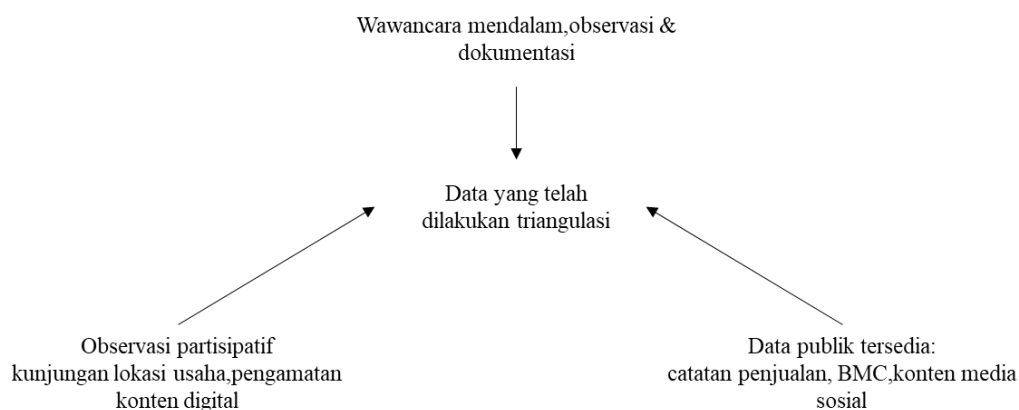 Wawancara mendalam,observasi &
dokumentasi
Data yang telah
dilakukan triangulasi
Observasi partisipatif
kunjungan lokasi usaha,pengamatan
konten digital
Data publik tersedia:
catatan penjualan, BMC,konten media
sosial